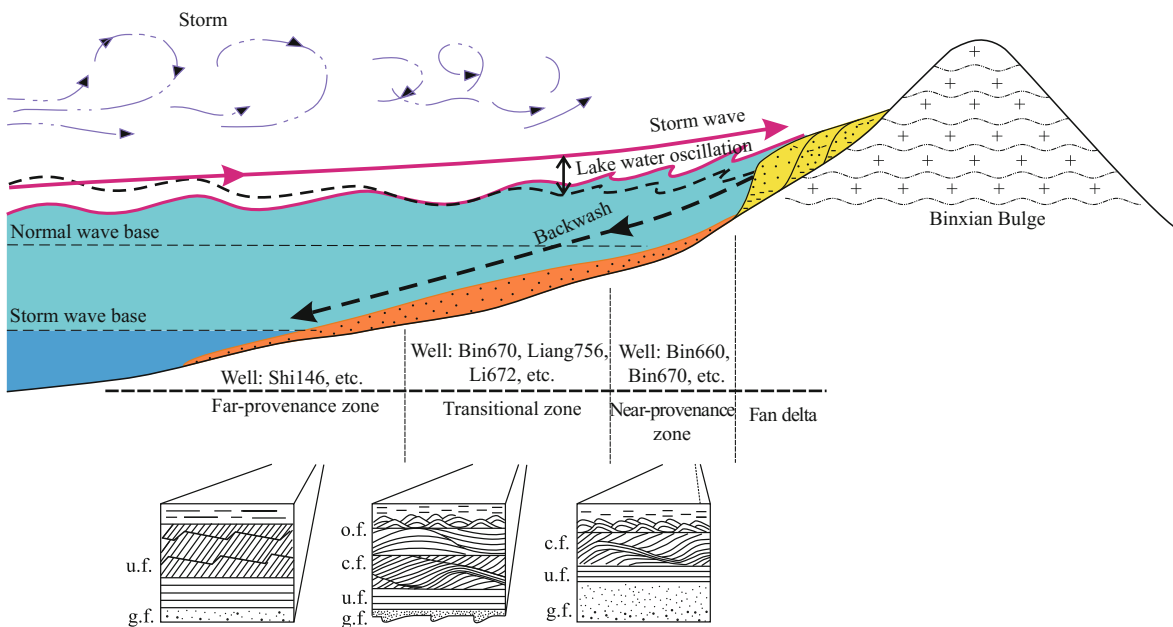 Storm
Storm wave
Lake water oscillation
Binxian Bulge
Normal wave base
Backwash
Storm wave base
Well: Shi146, etc.
Well: Bin670, Liang756,
Li672, etc.
Well: Bin660,
Bin670, etc.
Far-provenance zone
Transitional zone
Near-provenance
zone
Fan delta
u.f.
g.f.
o.f.
c.f.
u.f.
g.f.
c.f.
u.f.
g.f.